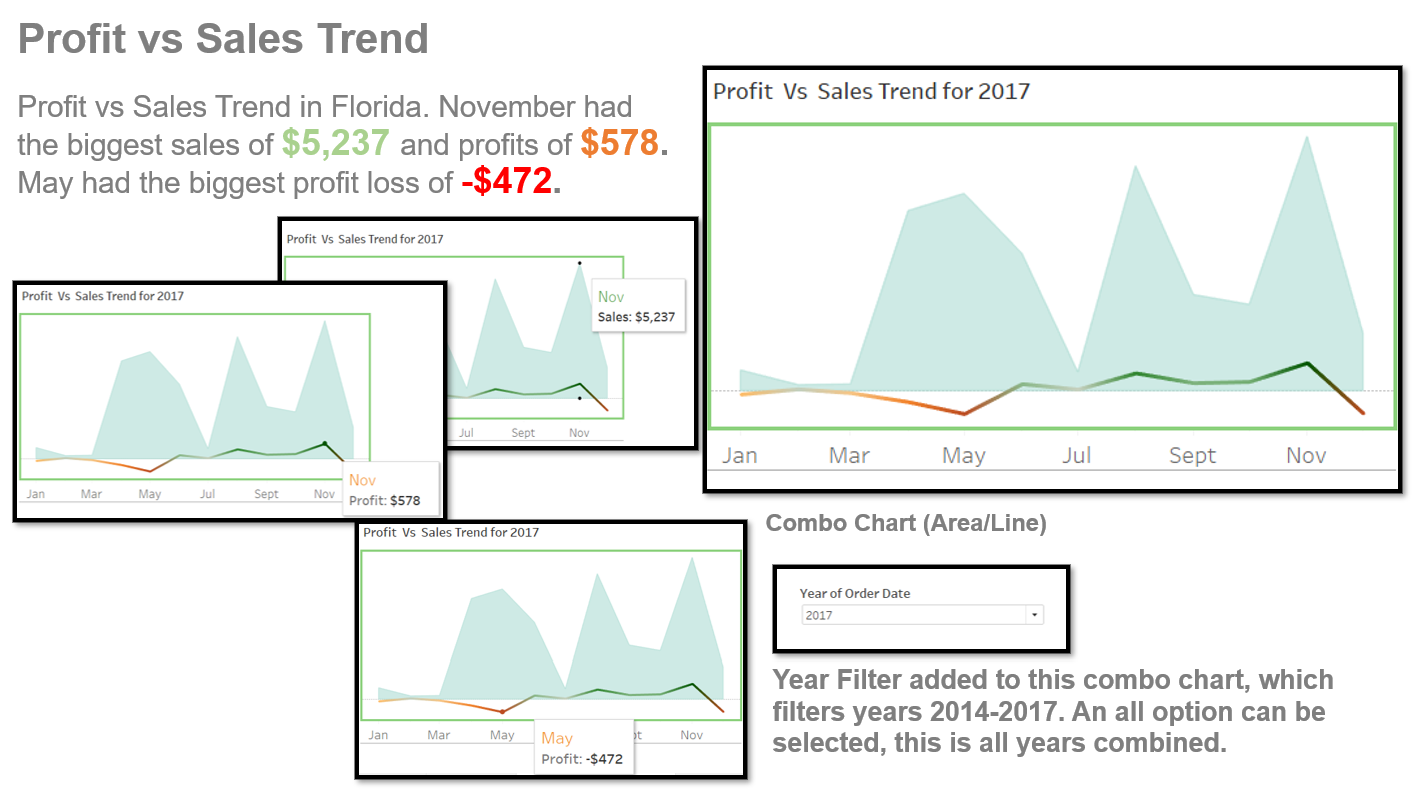 Profit vs Sales Trend
Profit vs Sales Trend in Florida. November had
the biggest sales of $5,237 and profits of $578.
May had the biggest profit loss of -$472.
Profit Vs Sales Trend for 2017
Jan Mar May Jul Sept Nov
Profit Vs Sales Trend for 2017
Nov
Sales: $5,237
Jul Sept Nov
Profit Vs Sales Trend for 2017
Jan Mar May Jul Sept Nov
Nov
Profit: $578
Profit Vs Sales Trend for 2017
Jan Mar May Nov
May
Profit: -$472
Combo Chart (Area/Line)
Year of Order Date
2017
Year Filter added to this combo chart, which
filters years 2014-2017. An all option can be
selected, this is all years combined.